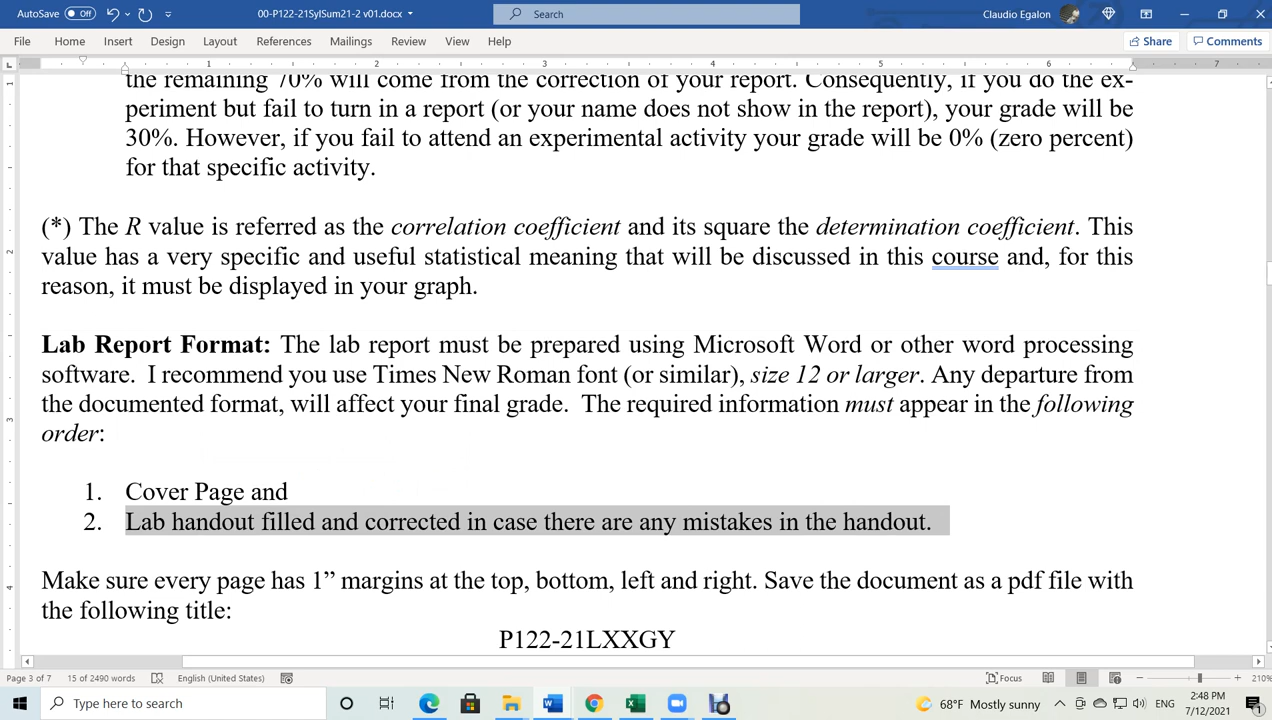 AutoSave Off 00-P122-21SylSum21-2 v01.docx Search Claudio Egalon
File Home Insert Design Layout References Mailings Review View Help Share Comments
1 2 3 4 5 6 7
the remaining 70% will come from the correction of your report. Consequently, if you do the ex-
periment but fail to turn in a report (or your name does not show in the report), your grade will be
30%. However, if you fail to attend an experimental activity your grade will be 0% (zero percent)
for that specific activity.
(*) The R value is referred as the correlation coefficient and its square the determination coefficient. This
value has a very specific and useful statistical meaning that will be discussed in this course and, for this
reason, it must be displayed in your graph.
Lab Report Format: The lab report must be prepared using Microsoft Word or other word processing
software. I recommend you use Times New Roman font (or similar), size 12 or larger. Any departure from
the documented format, will affect your final grade. The required information must appear in the following
order:
1. Cover Page and
2. Lab handout filled and corrected in case there are any mistakes in the handout.
Make sure every page has 1” margins at the top, bottom, left and right. Save the document as a pdf file with
the following title:
P122-21LXXGY
Page 3 of 7 15 of 2490 words English (United States) Focus 210%
Type here to search 68°F Mostly sunny ENG 2:48 PM
7/12/2021